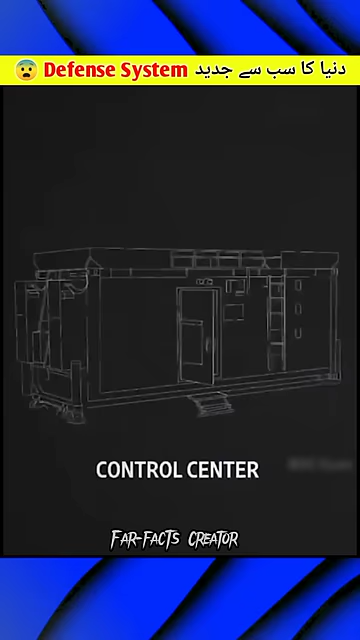 دنیا کا سب سے جدید Defense System 😨
CONTROL CENTER
FAR-FACTS CREATOR